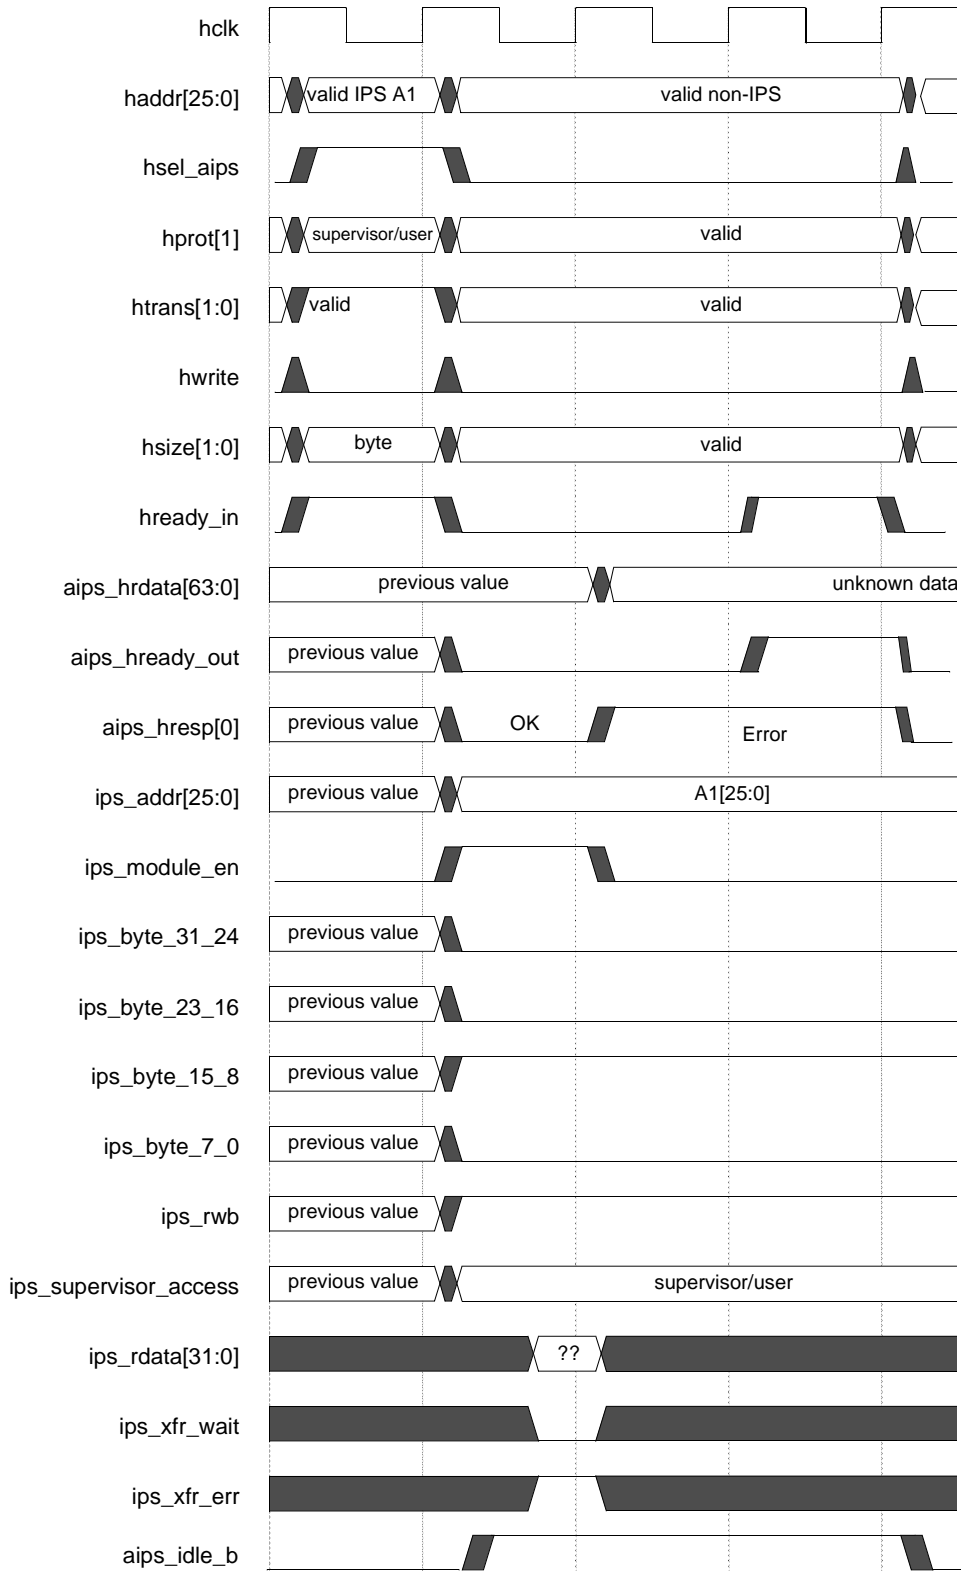 hclk
haddr[25:0] valid IPS A1 valid non-IPS
hsel_aips
hprot[1] supervisor/user valid
htrans[1:0] valid valid
hwrite
hsize[1:0] byte valid
hready_in
aips_hrdata[63:0] previous value unknown data
aips_hready_out previous value
aips_hresp[0] previous value OK Error
ips_addr[25:0] previous value A1[25:0]
ips_module_en
ips_byte_31_24 previous value
ips_byte_23_16 previous value
ips_byte_15_8 previous value
ips_byte_7_0 previous value
ips_rwb previous value
ips_supervisor_access previous value supervisor/user
ips_rdata[31:0] ??
ips_xfr_wait
ips_xfr_err
aips_idle_b